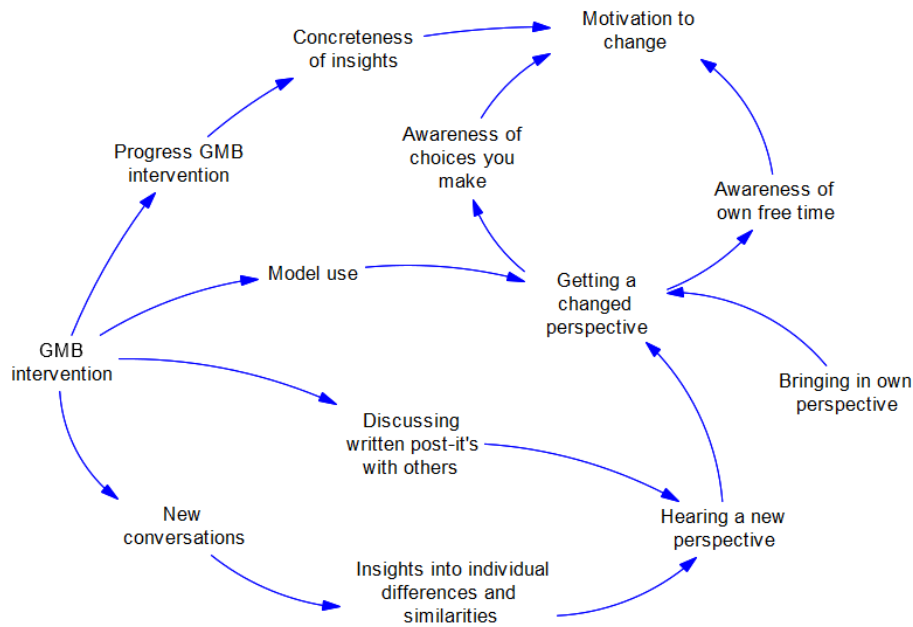 Motivation to
change
Concreteness
of insights
Awareness of
choices you
make
Progress GMB
intervention
Awareness of
own free time
Model use
Getting a
changed
perspective
GMB
intervention
Bringing in own
perspective
Discussing
written post-it's
with others
New
conversations
Hearing a new
perspective
Insights into individual
differences and
similarities